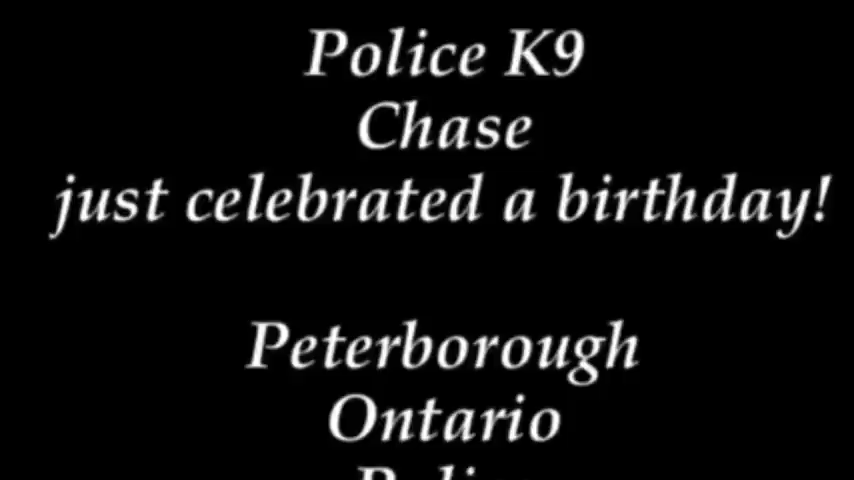 Police K9
Chase
just celebrated a birthday!
Peterborough
Ontario